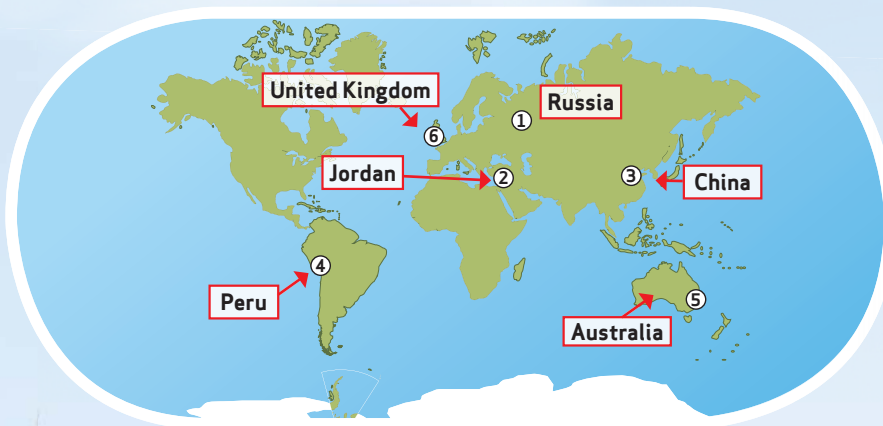 United Kingdom
Russia
1
6
Jordan
2
3
China
4
Peru
5
Australia